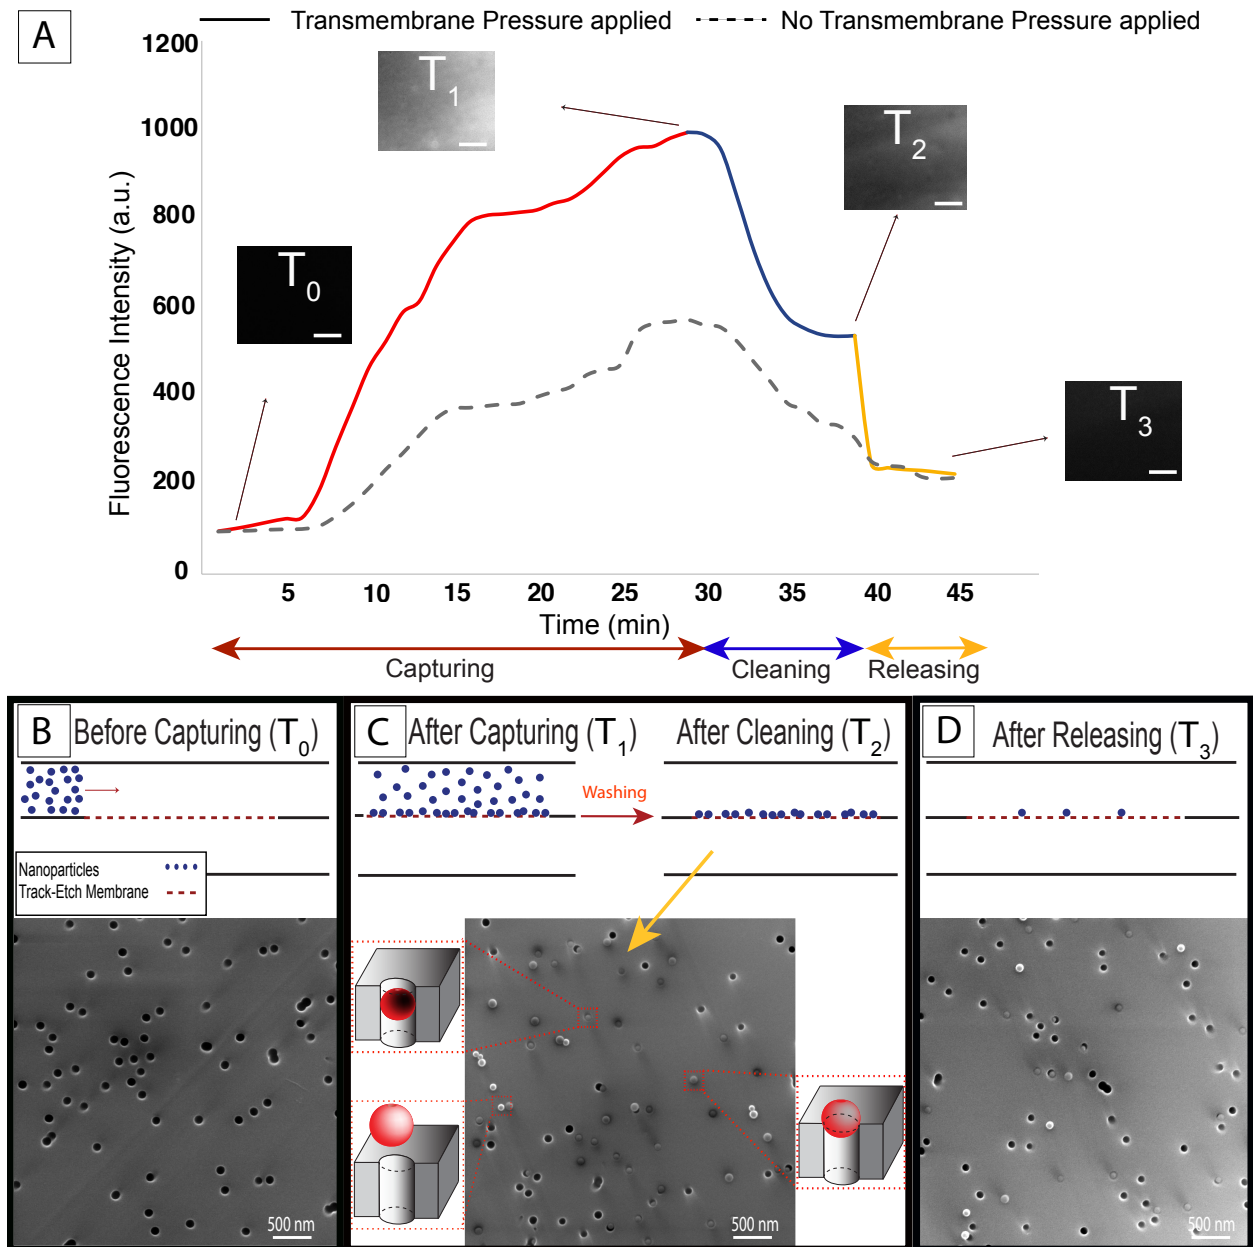 A
Transmembrane Pressure applied
No Transmembrane Pressure applied
Fluorescence Intensity (a.u.)
1200
1000
800
600
400
200
0
T0
T1
T2
T3
5 10 15 20 25 30 35 40 45
Time (min)
Capturing
Cleaning
Releasing
B
Before Capturing (T0)
Nanoparticles
Track-Etch Membrane
500 nm
C
After Capturing (T1)
Washing
After Cleaning (T2)
500 nm
D
After Releasing (T3)
500 nm